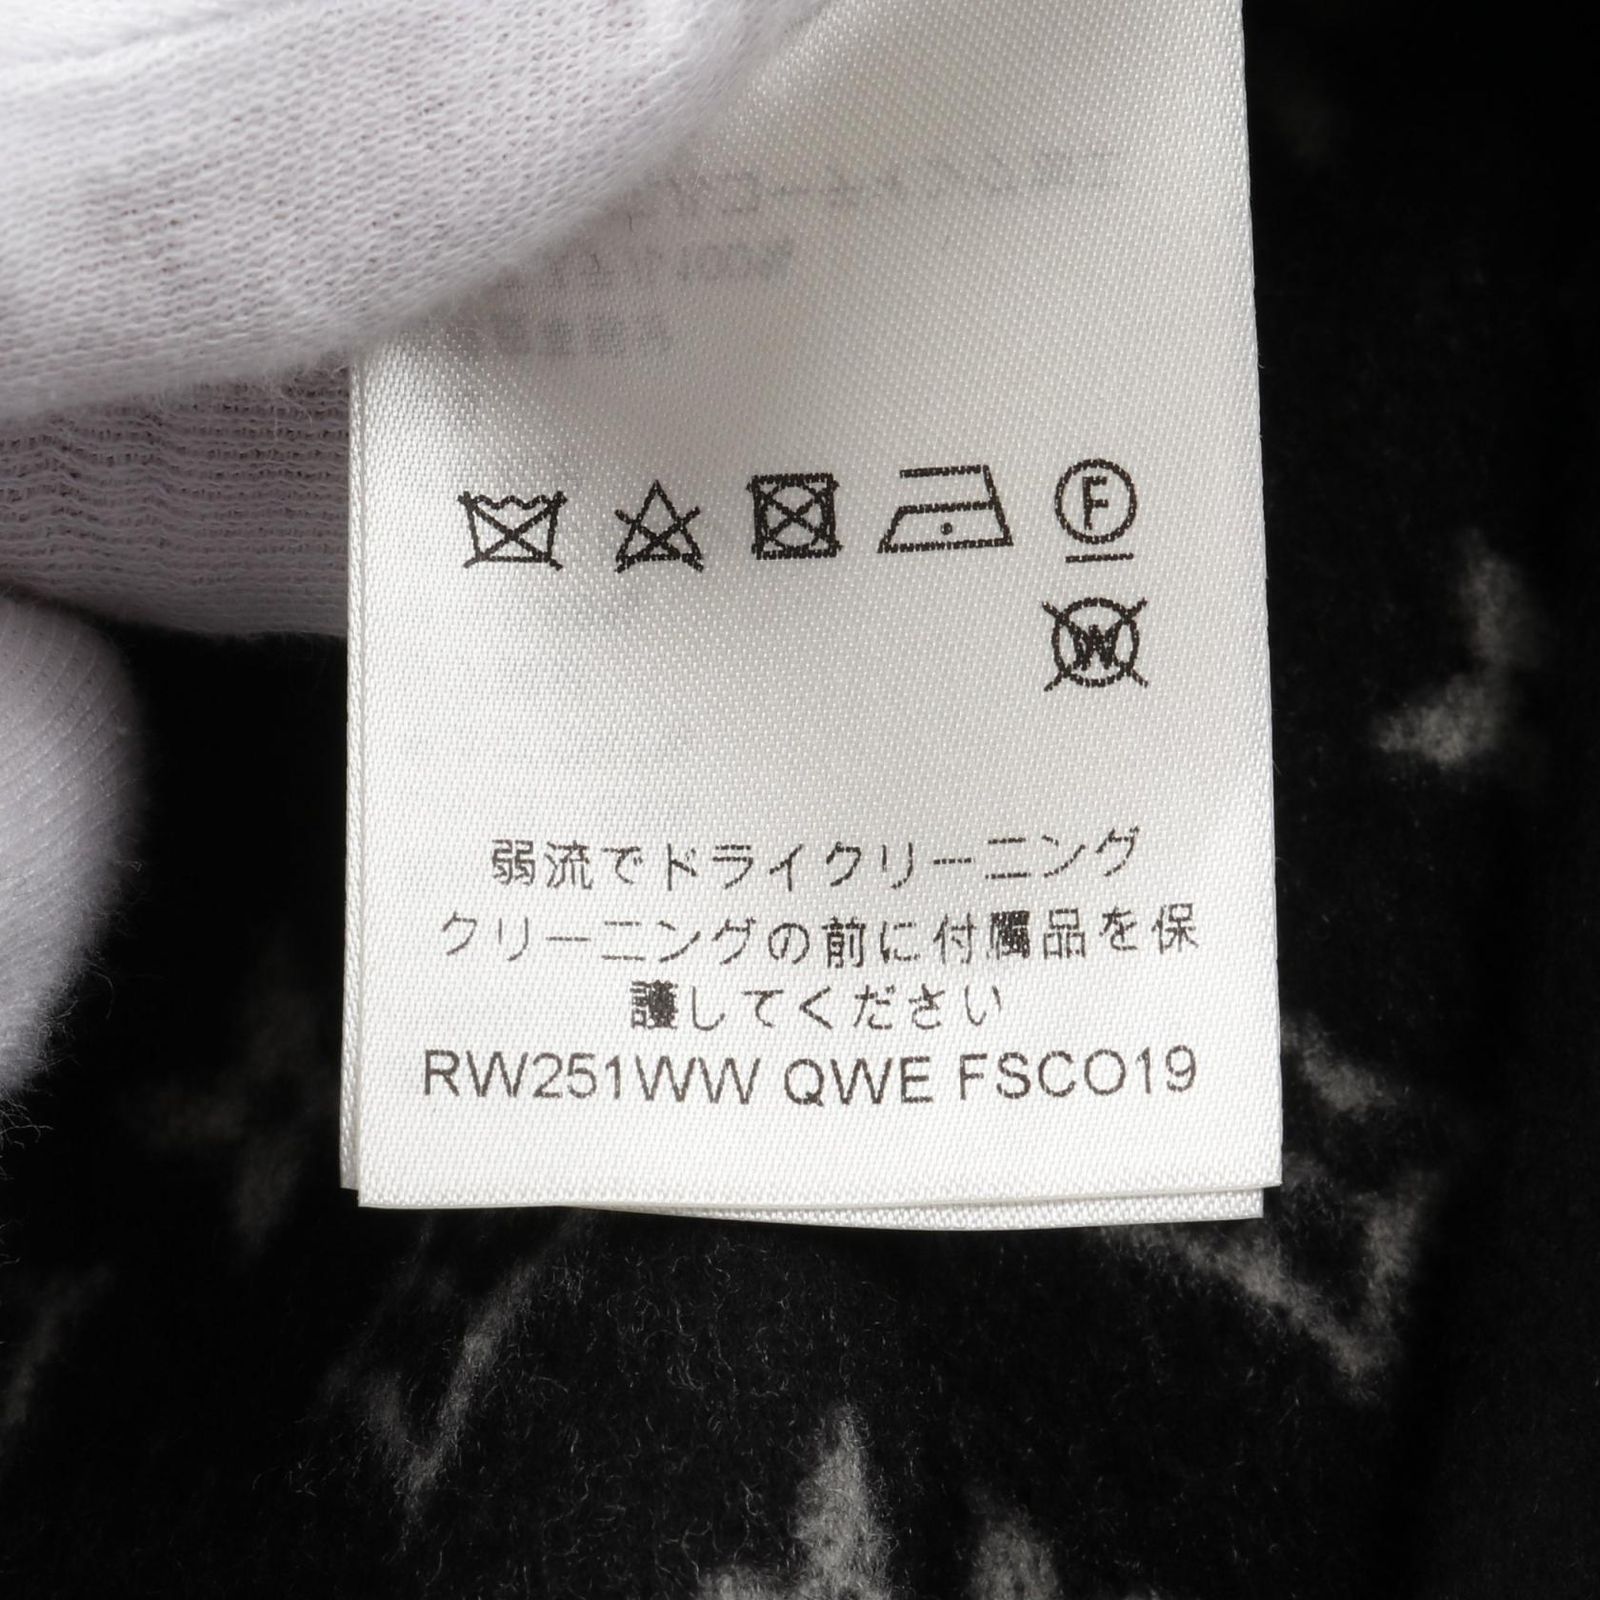 F
W
弱流でドライクリーニング
クリーニングの前に付属品を保
護してください
RW251WW QWE FSCO19